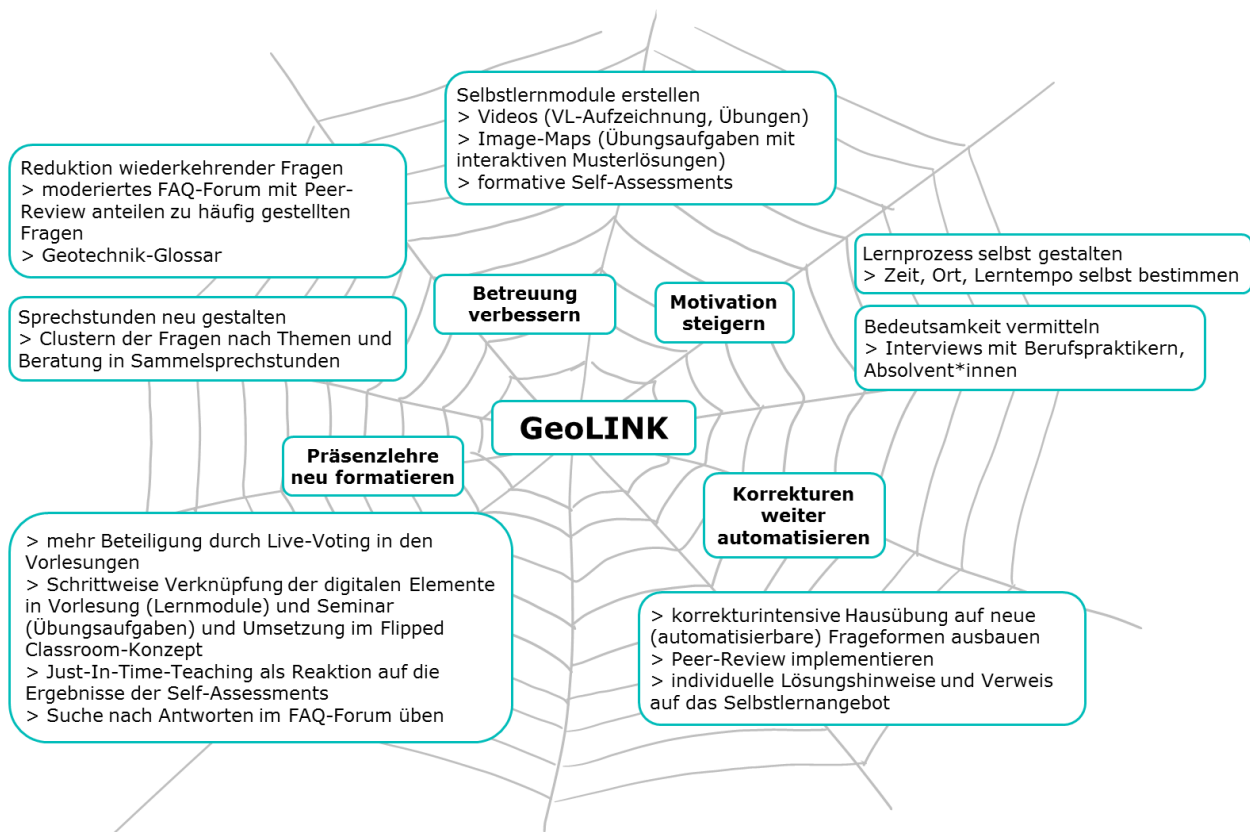 Selbstlernmodule erstellen
> Videos (VL-Aufzeichnung, Übungen)
> Image-Maps (Übungsaufgaben mit
interaktiven Musterlösungen)
> formative Self-Assessments
Reduktion wiederkehrender Fragen
> moderiertes FAQ-Forum mit Peer-
Review anteilen zu häufig gestellten
Fragen
> Geotechnik-Glossar
Lernprozess selbst gestalten
> Zeit, Ort, Lerntempo selbst bestimmen
Betreuung
verbessern
Motivation
steigern
Sprechstunden neu gestalten
> Clustern der Fragen nach Themen und
Beratung in Sammelsprechstunden
Bedeutsamkeit vermitteln
> Interviews mit Berufspraktikern,
Absolvent*innen
GeoLINK
Präsenzlehre
neu formatieren
Korrekturen
weiter
automatisieren
> mehr Beteiligung durch Live-Voting in den
Vorlesungen
> Schrittweise Verknüpfung der digitalen Elemente
in Vorlesung (Lernmodule) und Seminar
(Übungsaufgaben) und Umsetzung im Flipped
Classroom-Konzept
> Just-In-Time-Teaching als Reaktion auf die
Ergebnisse der Self-Assessments
> Suche nach Antworten im FAQ-Forum üben
> korrekturintensive Hausübung auf neue
(automatisierbare) Frageformen ausbauen
> Peer-Review implementieren
> individuelle Lösungshinweise und Verweis
auf das Selbstlernangebot